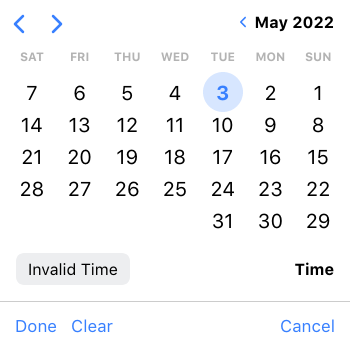 May 2022
SAT FRI THU WED TUE MON SUN
7 6 5 4 3 2 1
14 13 12 11 10 9 8
21 20 19 18 17 16 15
28 27 26 25 24 23 22
31 30 29
Invalid Time Time
Done Clear Cancel